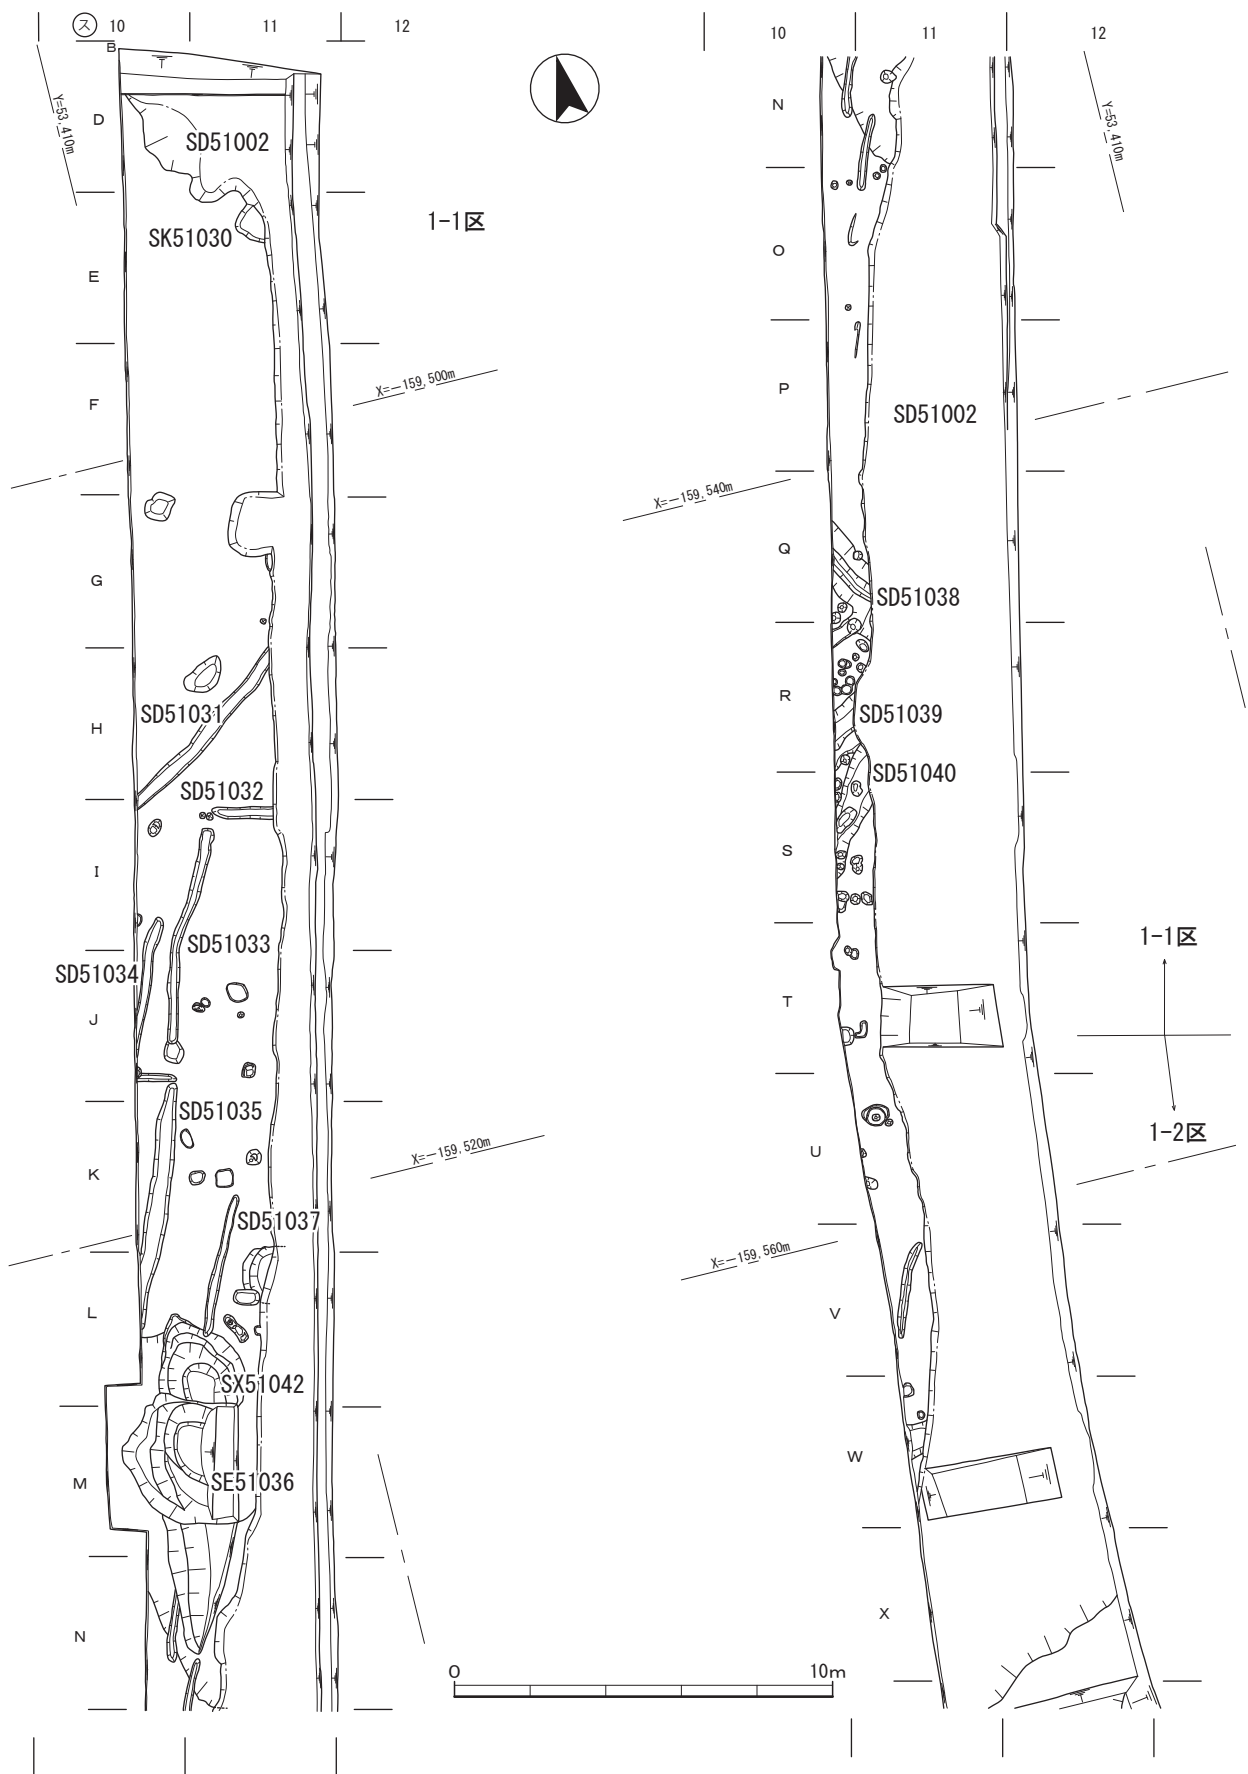 ス 10 11 12
B
D
E
F
G
H
I
J
K
L
M
N
Y=53,410m
SD51002
SK51030
1-1区
X=-159,500m
SD51031
SD51032
SD51033
SD51034
SD51035
X=-159,520m
SD51037
SX51042
SE51036
0 10m
10 11 12
N
O
P
Q
R
S
T
U
V
W
X
Y=53,410m
SD51002
X=-159,540m
SD51038
SD51039
SD51040
1-1区
1-2区
X=-159,560m